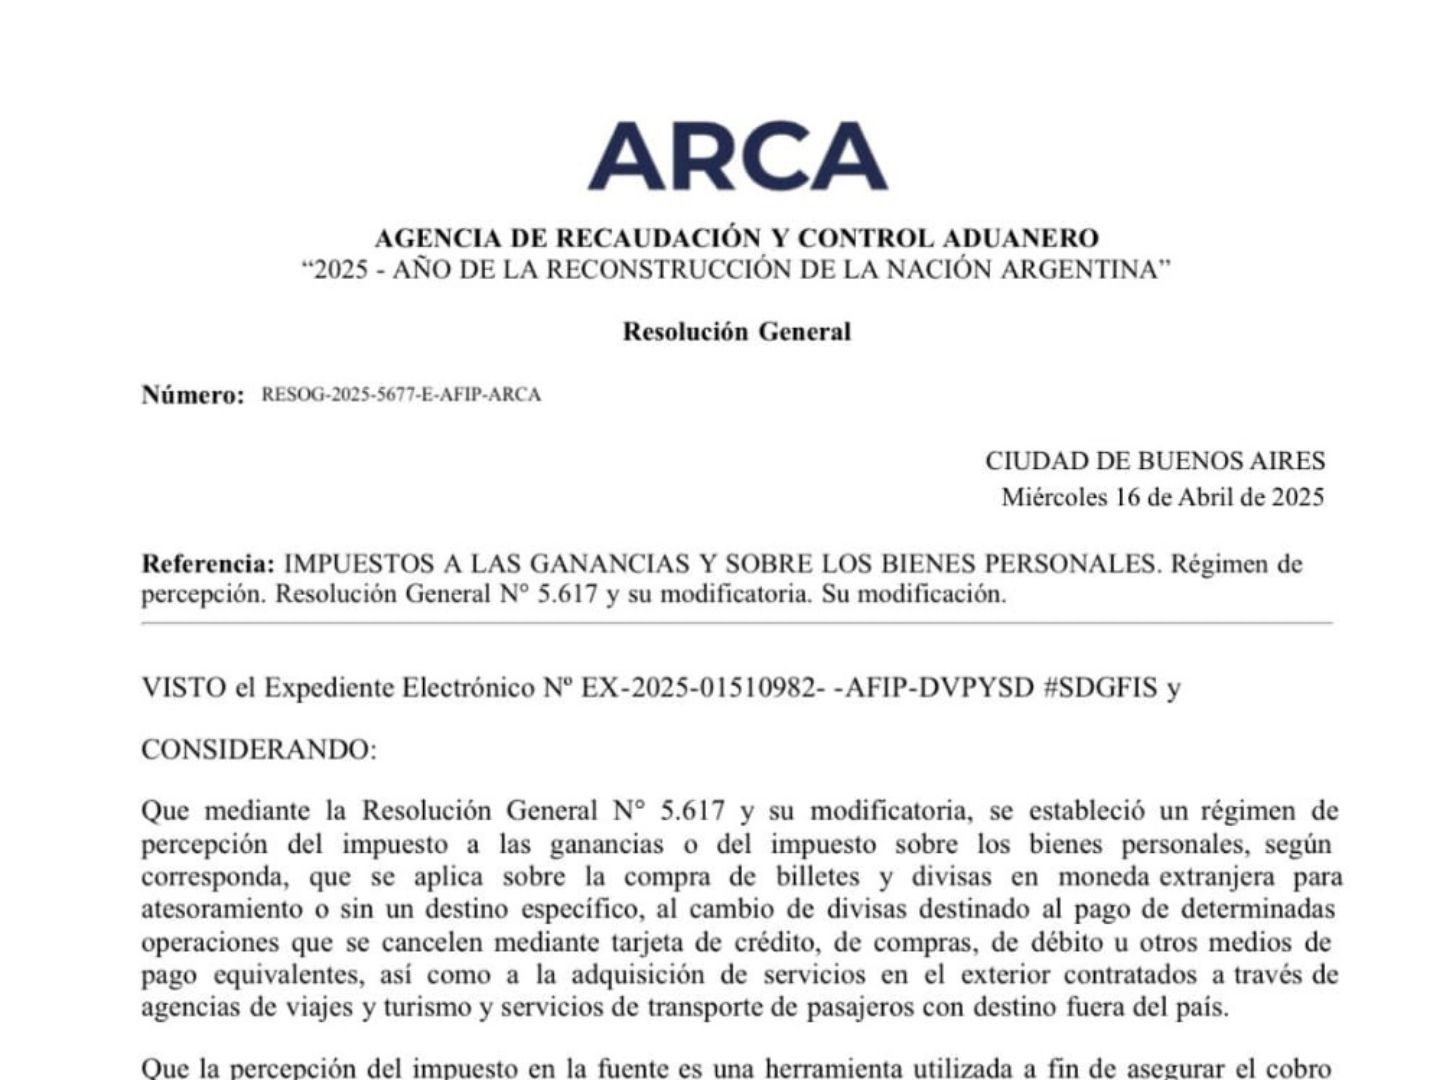 ARCA
AGENCIA DE RECAUDACIÓN Y CONTROL ADUANERO
“2025 - AÑO DE LA RECONSTRUCCIÓN DE LA NACIÓN ARGENTINA”
Resolución General
Número: RESOG-2025-5677-E-AFIP-ARCA
CIUDAD DE BUENOS AIRES
Miércoles 16 de Abril de 2025
Referencia: IMPUESTOS A LAS GANANCIAS Y SOBRE LOS BIENES PERSONALES. Régimen de
percepción. Resolución General N° 5.617 y su modificatoria. Su modificación.
VISTO el Expediente Electrónico Nº EX-2025-01510982- -AFIP-DVPYSD #SDGFIS y
CONSIDERANDO:
Que mediante la Resolución General N° 5.617 y su modificatoria, se estableció un régimen de
percepción del impuesto a las ganancias o del impuesto sobre los bienes personales, según
corresponda, que se aplica sobre la compra de billetes y divisas en moneda extranjera para
atesoramiento o sin un destino específico, al cambio de divisas destinado al pago de determinadas
operaciones que se cancelen mediante tarjeta de crédito, de compras, de débito u otros medios de
pago equivalentes, así como a la adquisición de servicios en el exterior contratados a través de
agencias de viajes y turismo y servicios de transporte de pasajeros con destino fuera del país.
Que la percepción del impuesto en la fuente es una herramienta utilizada a fin de asegurar el cobro